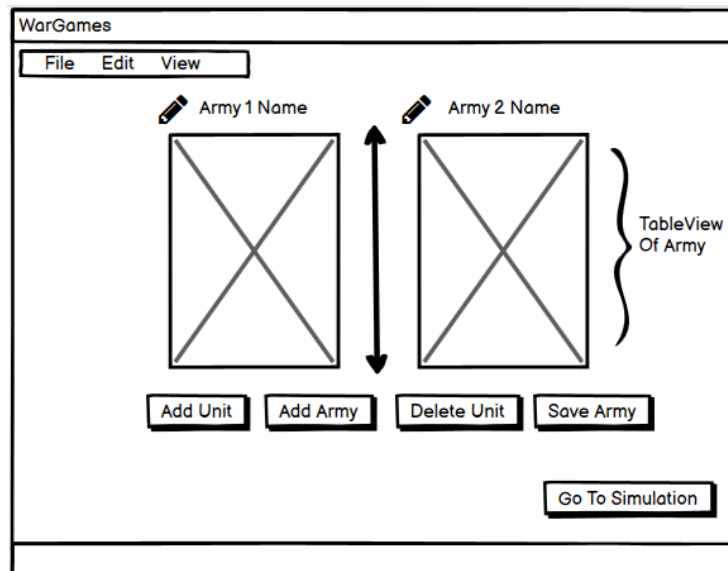 WarGames
File Edit View
Army 1 Name
Army 2 Name
TableView
Of Army
Add Unit
Add Army
Delete Unit
Save Army
Go To Simulation